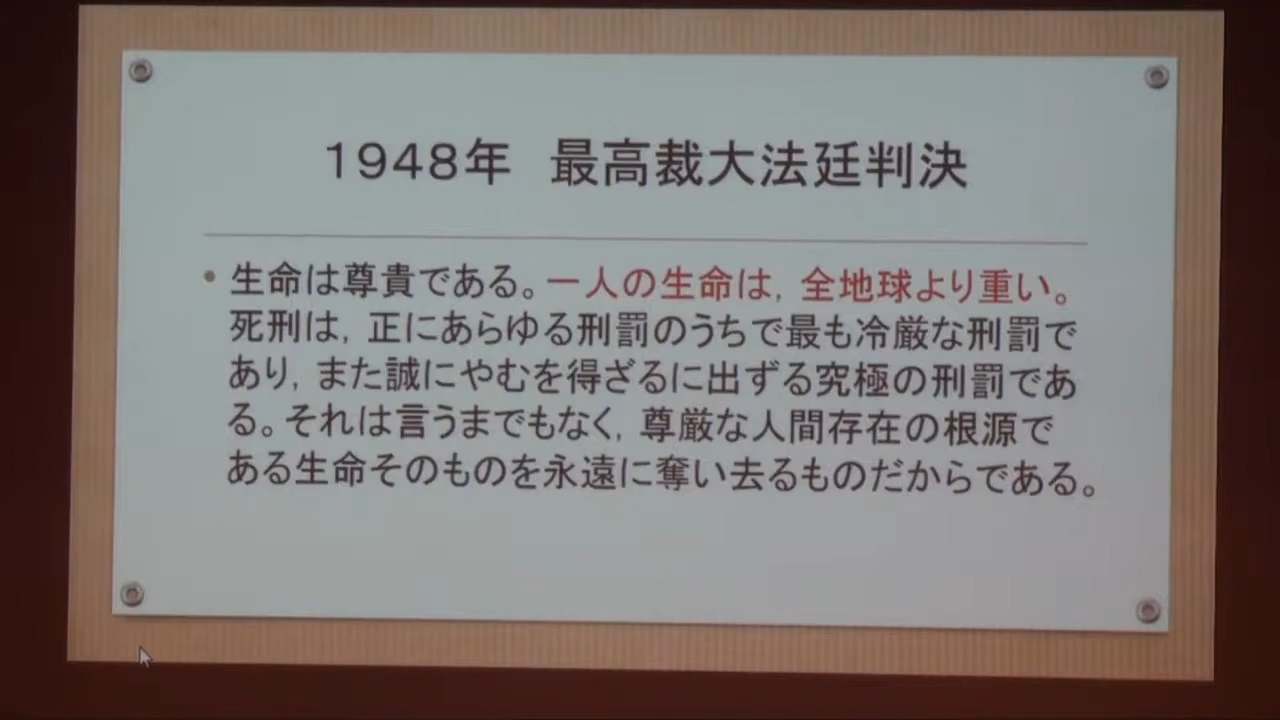 1948年　最高裁大法廷判決
• 生命は尊貴である。一人の生命は，全地球より重い。
死刑は，正にあらゆる刑罰のうちで最も冷厳な刑罰で
あり，また誠にやむを得ざるに出ずる究極の刑罰であ
る。それは言うまでもなく，尊厳な人間存在の根源で
ある生命そのものを永遠に奪い去るものだからである。